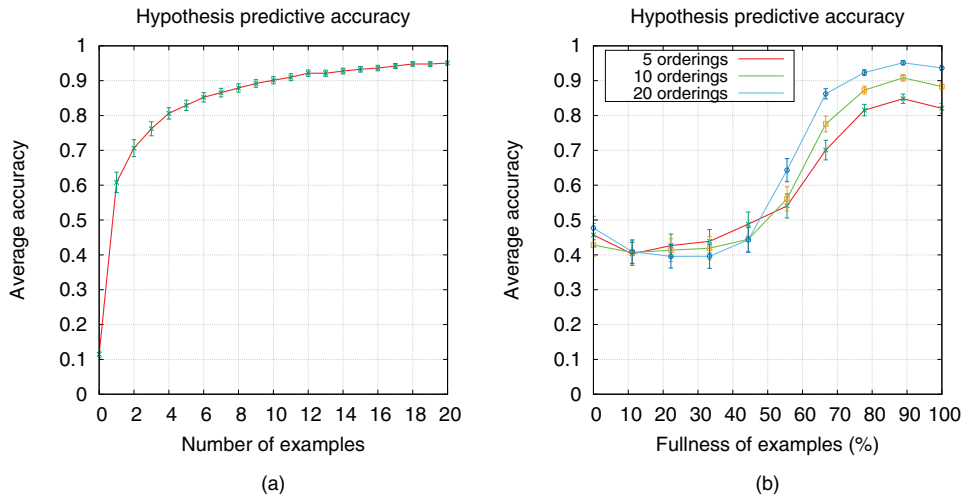 Hypothesis predictive accuracy
1
0.9
0.8
0.7
0.6
0.5
0.4
0.3
0.2
0.1
0
Average accuracy
0 2 4 6 8 10 12 14 16 18 20
Number of examples
(a)
Hypothesis predictive accuracy
5 orderings
10 orderings
20 orderings
1
0.9
0.8
0.7
0.6
0.5
0.4
0.3
0.2
0.1
0
Average accuracy
0 10 20 30 40 50 60 70 80 90 100
Fullness of examples (%)
(b)